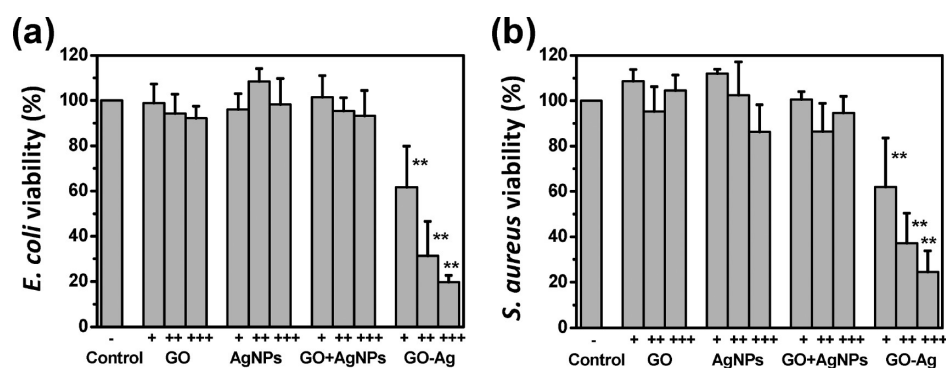 (a)
E. coli viability (%)
120
100
80
60
40
20
0
**
**
**
- + ++ +++ + ++ +++ + ++ +++ + ++ +++
Control GO AgNPs GO+AgNPs GO-Ag
(b)
S. aureus viability (%)
120
100
80
60
40
20
0
**
**
**
- + ++ +++ + ++ +++ + ++ +++ + ++ +++
Control GO AgNPs GO+AgNPs GO-Ag